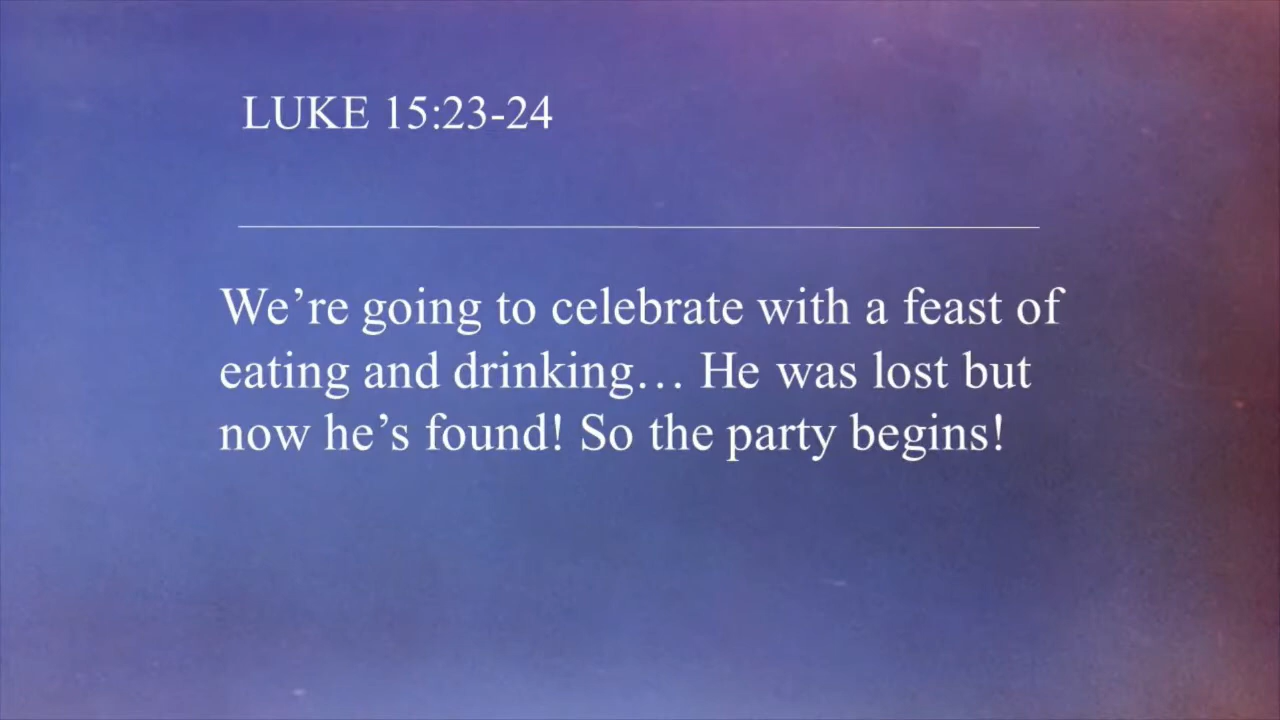 LUKE 15:23-24
We’re going to celebrate with a feast of
eating and drinking… He was lost but
now he’s found! So the party begins!